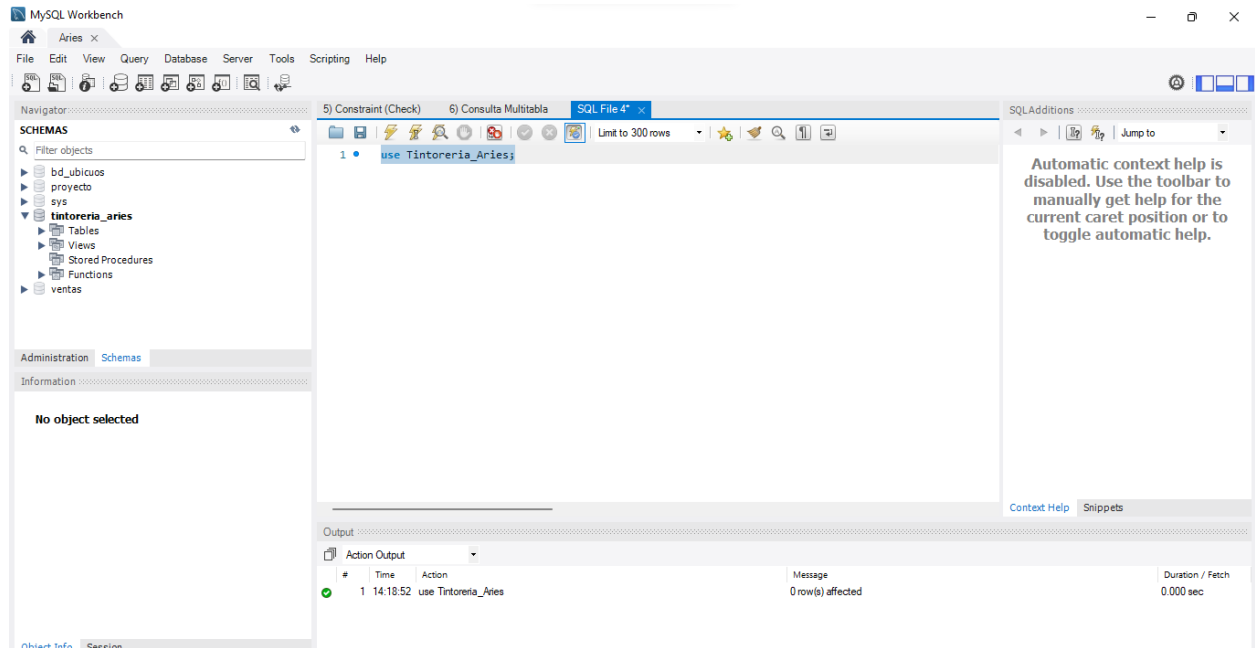 MySQL Workbench
Aries
File Edit View Query Database Server Tools Scripting Help
Navigator
SCHEMAS
Filter objects
bd_ubicuos
proyecto
sys
tintoreria_aries
Tables
Views
Stored Procedures
Functions
ventas
Administration Schemas
Information
No object selected
Object Info Session
5) Constraint (Check) 6) Consulta Multitabla SQL File 4*
Limit to 300 rows
1 use Tintoreria_Aries;
SQLAdditions
Jump to
Automatic context help is
disabled. Use the toolbar to
manually get help for the
current caret position or to
toggle automatic help.
Context Help Snippets
Output
Action Output
# Time Action Message Duration / Fetch
1 14:18:52 use Tintoreria_Aries 0 row(s) affected 0.000 sec